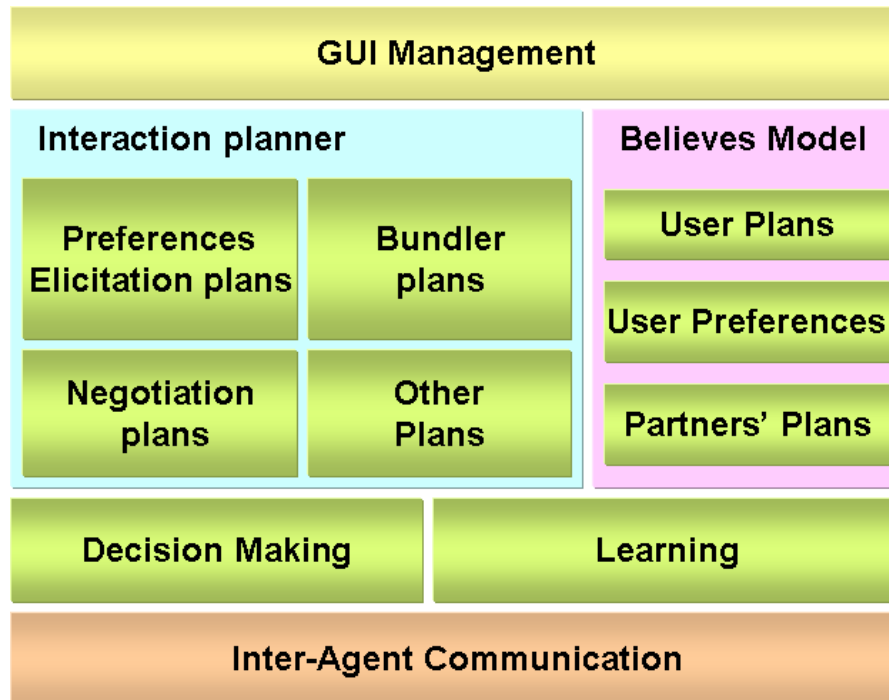 GUI Management
Interaction planner
Preferences
Elicitation plans
Bundler
plans
Negotiation
plans
Other
Plans
Believes Model
User Plans
User Preferences
Partners’ Plans
Decision Making
Learning
Inter-Agent Communication